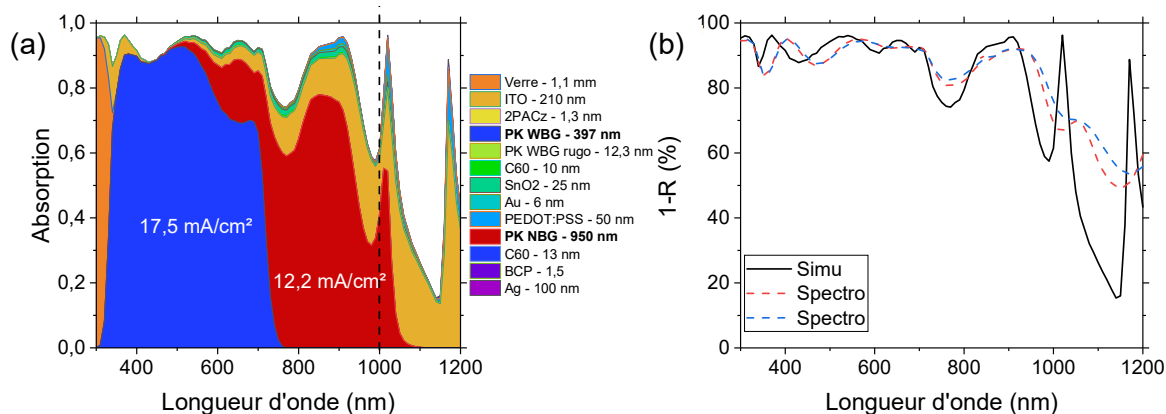 (a)
1,0
0,8
0,6
0,4
0,2
0,0
Absorption
400
600
800
1000
1200
Longueur d'onde (nm)
17,5 mA/cm²
12,2 mA/cm²
Verre - 1,1 mm
ITO - 210 nm
2PACz - 1,3 nm
PK WBG - 397 nm
PK WBG rugo - 12,3 nm
C60 - 10 nm
SnO2 - 25 nm
Au - 6 nm
PEDOT:PSS - 50 nm
PK NBG - 950 nm
C60 - 13 nm
BCP - 1,5
Ag - 100 nm
(b)
100
80
60
40
20
0
1-R (%)
400
600
800
1000
1200
Longueur d'onde (nm)
Simu
Spectro
Spectro